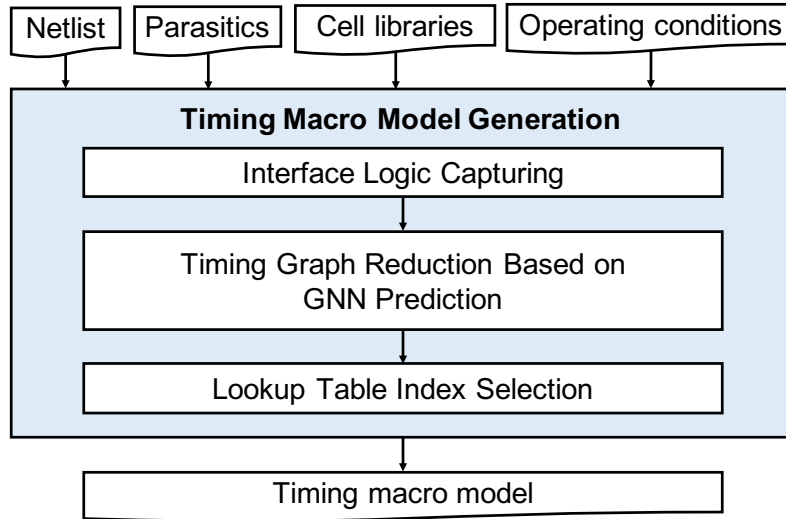 Netlist
Parasitics
Cell libraries
Operating conditions
Timing Macro Model Generation
Interface Logic Capturing
Timing Graph Reduction Based on
GNN Prediction
Lookup Table Index Selection
Timing macro model